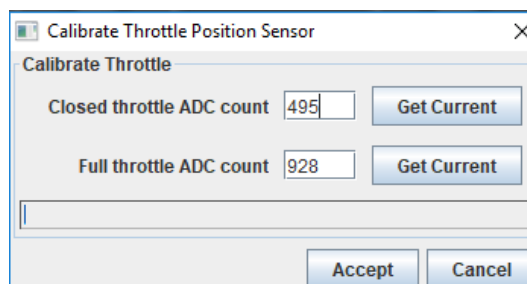 Calibrate Throttle Position Sensor
Calibrate Throttle
Closed throttle ADC count 495 Get Current
Full throttle ADC count 928 Get Current
Accept Cancel